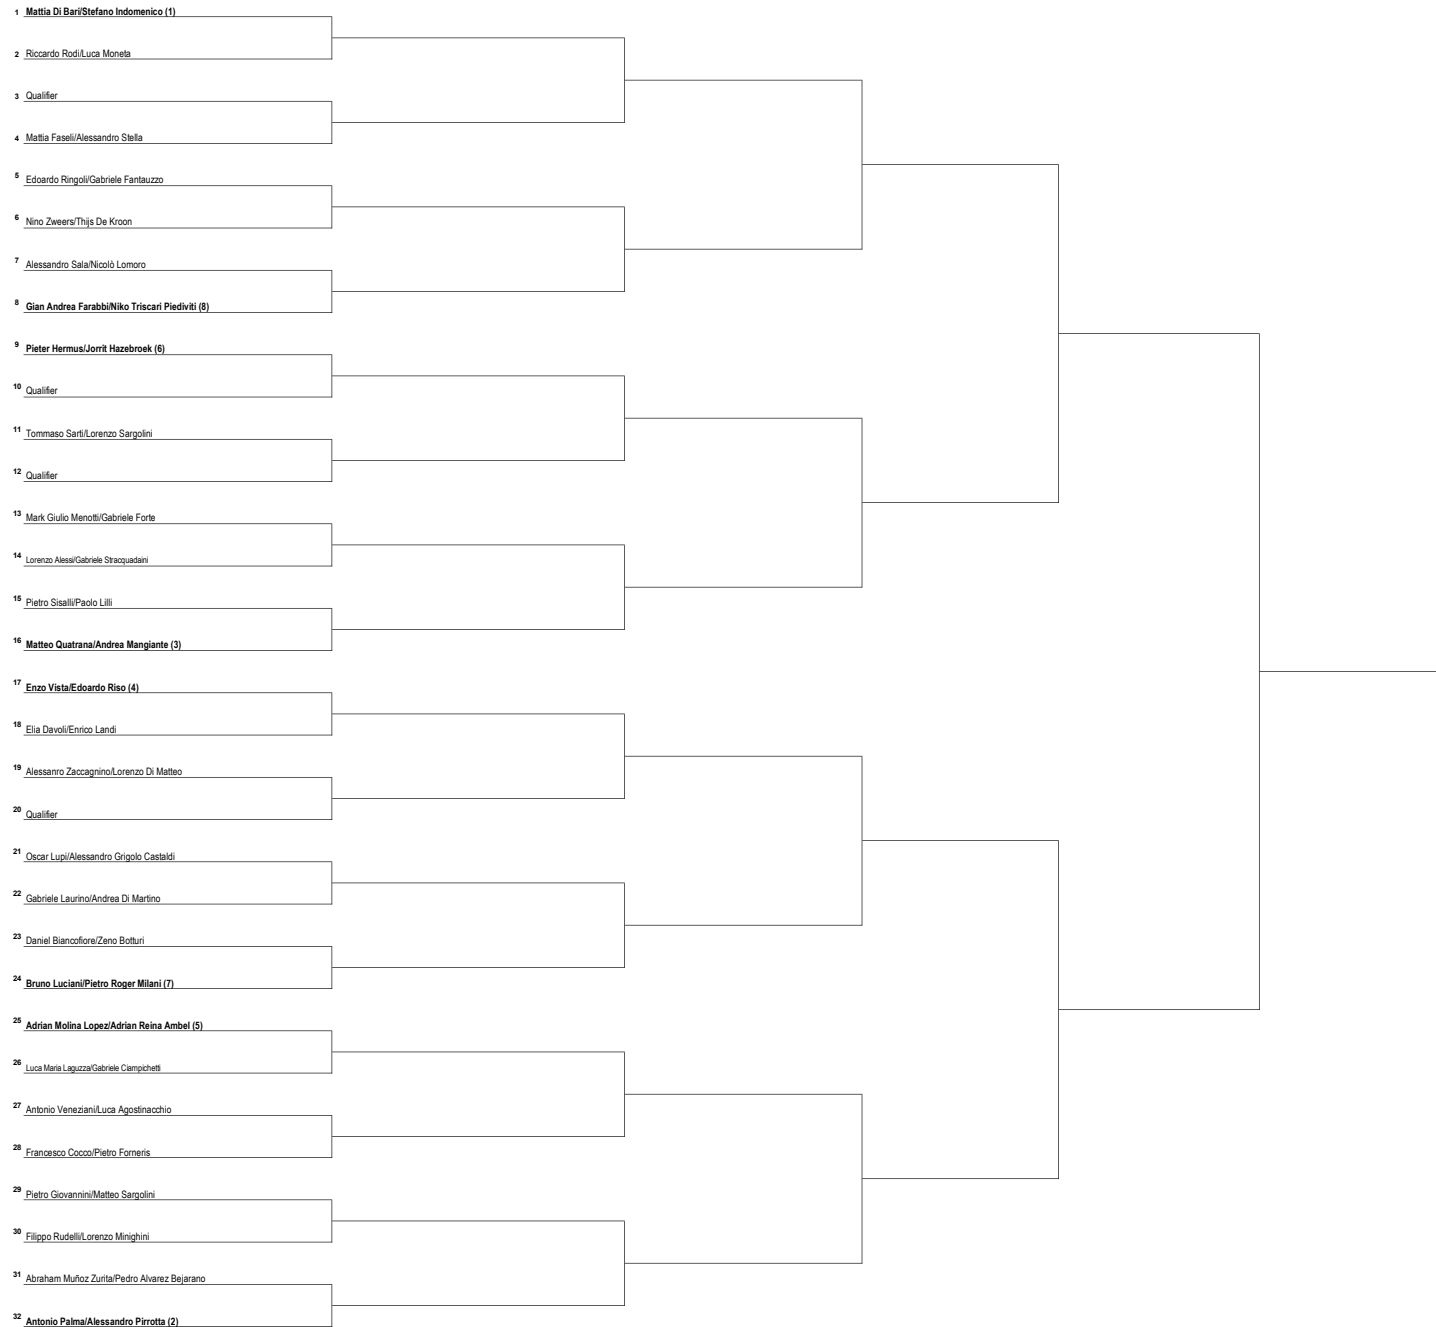 1 Mattia Di Bari/Stefano Indomenico (1)
2 Riccardo Rodi/Luca Moneta
3 Qualifier
4 Mattia Faseli/Alessandro Stella
5 Edoardo Ringoli/Gabriele Fantauzzo
6 Nino Zweers/Thijs De Kroon
7 Alessandro Sala/Nicolò Lomoro
8 Gian Andrea Farabbi/Niko Triscari Piediviti (8)
9 Pieter Hermus/Jorrit Hazebroek (6)
10 Qualifier
11 Tommaso Sarti/Lorenzo Sargolini
12 Qualifier
13 Mark Giulio Menotti/Gabriele Forte
14 Lorenzo Alessi/Gabriele Stracquadaini
15 Pietro Sisalli/Paolo Lilli
16 Matteo Quatrana/Andrea Mangiante (3)
17 Enzo Vista/Edoardo Riso (4)
18 Elia Davoli/Enrico Landi
19 Alessanro Zaccagnino/Lorenzo Di Matteo
20 Qualifier
21 Oscar Lupi/Alessandro Grigolo Castaldi
22 Gabriele Laurino/Andrea Di Martino
23 Daniel Biancofiore/Zeno Botturi
24 Bruno Luciani/Pietro Roger Milani (7)
25 Adrian Molina Lopez/Adrian Reina Ambel (5)
26 Luca Maria Laguzza/Gabriele Ciampichetti
27 Antonio Veneziani/Luca Agostinacchio
28 Francesco Cocco/Pietro Forneris
29 Pietro Giovannini/Matteo Sargolini
30 Filippo Rudelli/Lorenzo Minighini
31 Abraham Muñoz Zurita/Pedro Alvarez Bejarano
32 Antonio Palma/Alessandro Pirrotta (2)